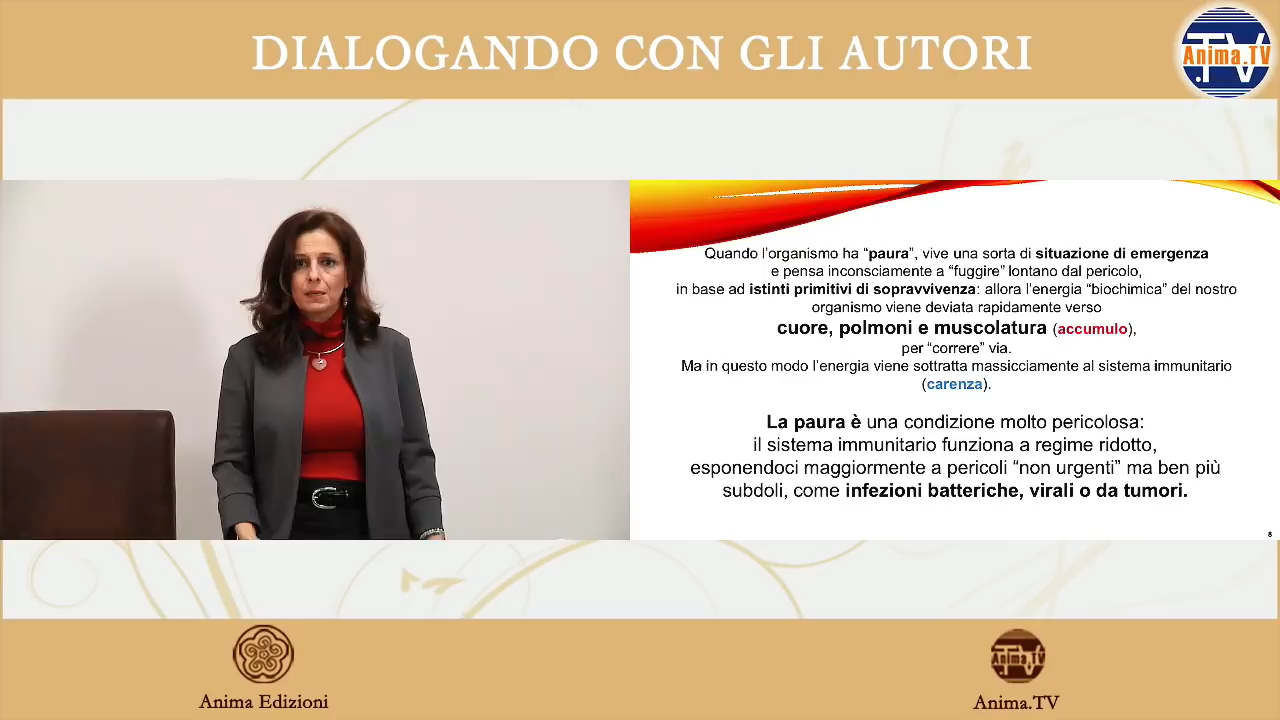 DIALOGANDO CON GLI AUTORI
Anima.TV
Quando l'organismo ha “paura”, vive una sorta di situazione di emergenza
e pensa inconsciamente a “fuggire” lontano dal pericolo,
in base ad istinti primitivi di sopravvivenza: allora l'energia “biochimica” del nostro
organismo viene deviata rapidamente verso
cuore, polmoni e muscolatura (accumulo),
per “correre” via.
Ma in questo modo l'energia viene sottratta massicciamente al sistema immunitario
(carenza).
La paura è una condizione molto pericolosa:
il sistema immunitario funziona a regime ridotto,
esponendoci maggiormente a pericoli “non urgenti” ma ben più
subdoli, come infezioni batteriche, virali o da tumori.
8
Anima.TV
Anima Edizioni
Anima.TV